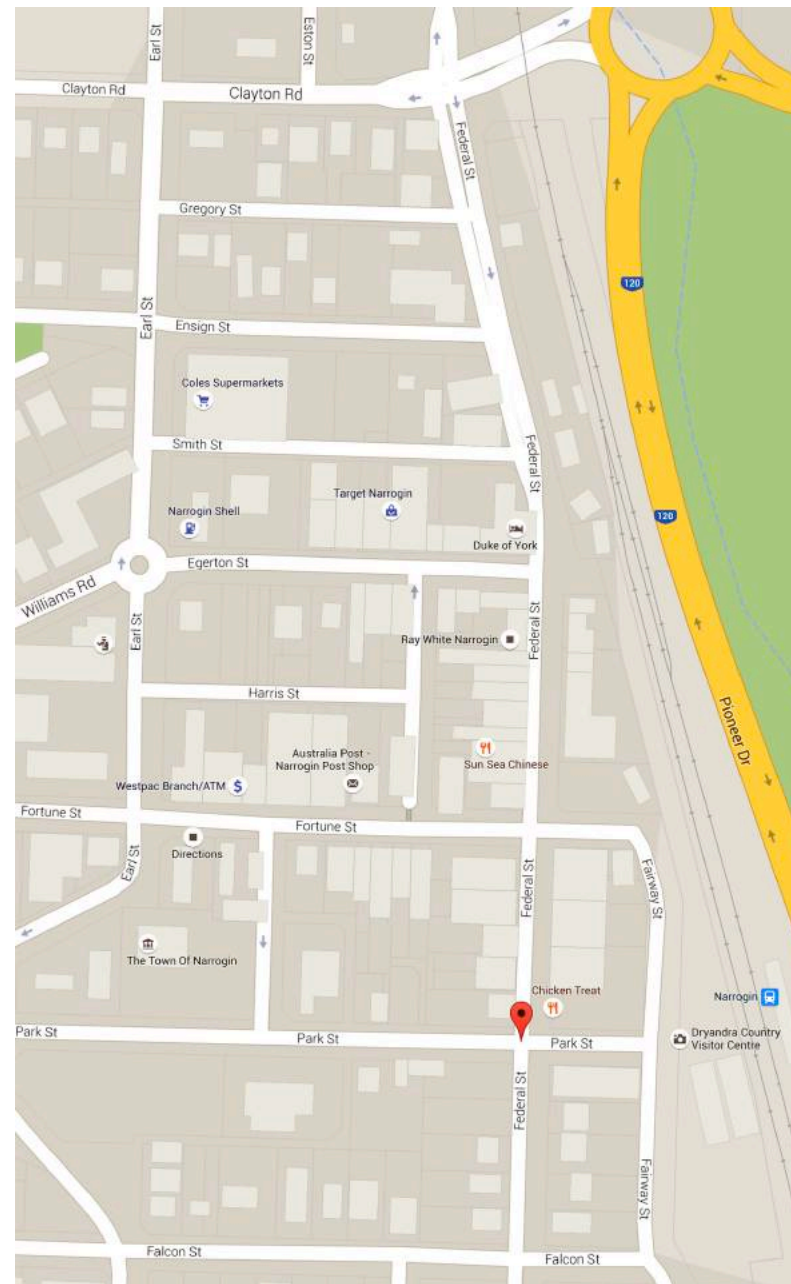 Earl St
Eston St
Clayton Rd
Clayton Rd
Federal St
Gregory St
120
Earl St
Ensign St
Coles Supermarkets
Smith St
Federal St
Target Narrogin
Narrogin Shell
120
Duke of York
Egerton St
Williams Rd
Earl St
Federal St
Ray White Narrogin
Harris St
Pioneer Dr
Australia Post -
Narrogin Post Shop
Sun Sea Chinese
Westpac Branch/ATM
$
Fortune St
Fortune St
Directions
Earl St
Federal St
Fairway St
The Town Of Narrogin
Chicken Treat
Narrogin
Park St
Park St
Park St
Dryandra Country
Visitor Centre
Federal St
Fairway St
Falcon St
Falcon St